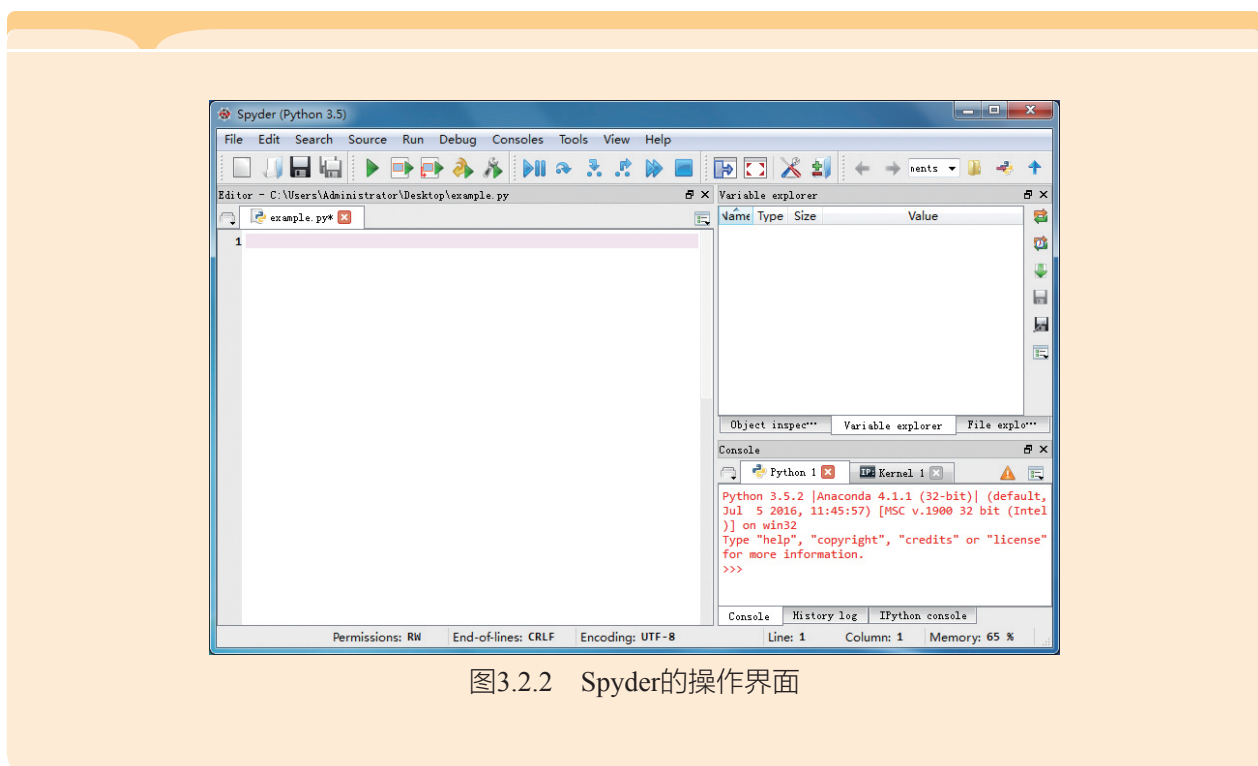 Spyder (Python 3.5)
File Edit Search Source Run Debug Consoles Tools View Help
nents
Editor - C:\Users\Administrator\Desktop\example.py
example.py*
1
Variable explorer
Name Type Size Value
Object inspec…
Variable explorer
File explo…
Console
Python 1
IP: Kernel 1
Python 3.5.2 |Anaconda 4.1.1 (32-bit)| (default,
Jul 5 2016, 11:45:57) [MSC v.1900 32 bit (Intel
)] on win32
Type "help", "copyright", "credits" or "license"
for more information.
>>>
Console History log IPython console
Permissions: RW End-of-lines: CRLF Encoding: UTF-8 Line: 1 Column: 1 Memory: 65 %
图3.2.2 Spyder的操作界面